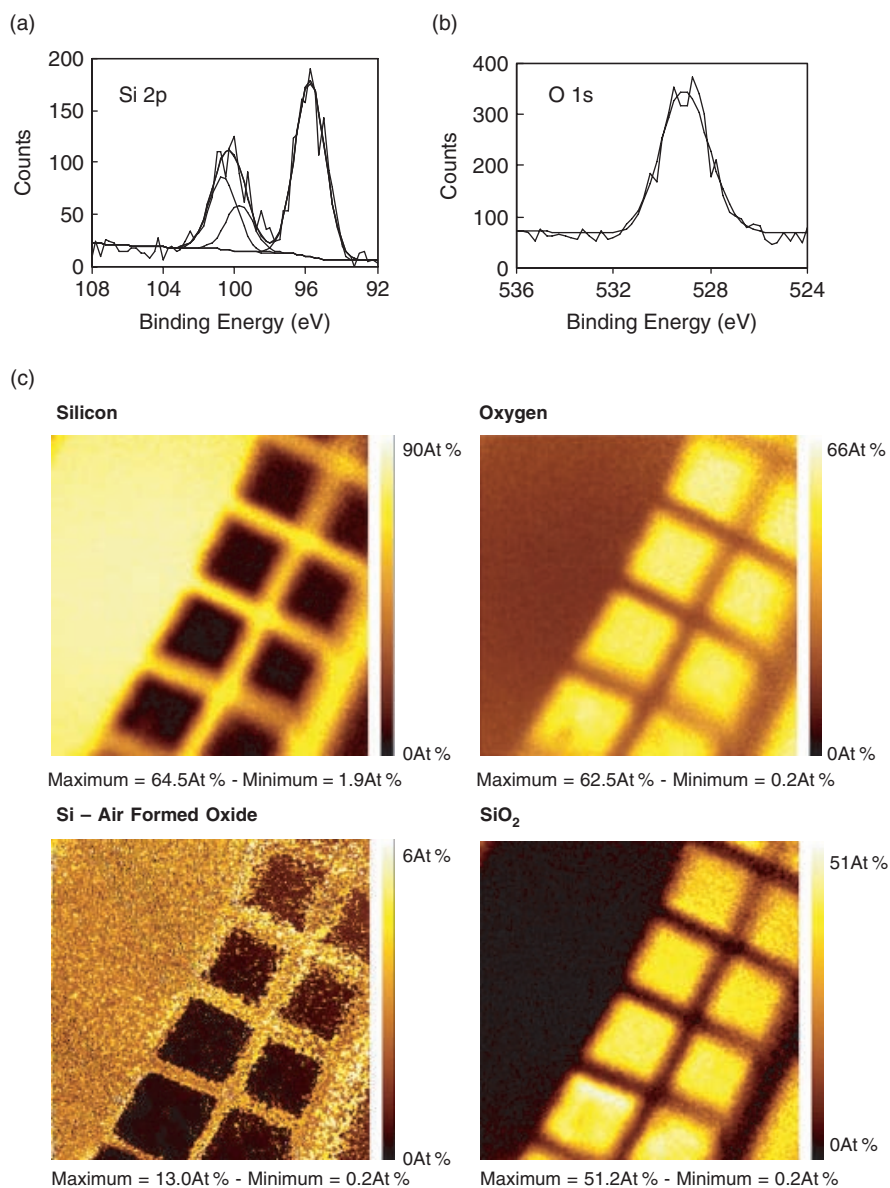 (a)
Si 2p
Counts
200
150
100
50
0
108 104 100 96 92
Binding Energy (eV)
(b)
O 1s
Counts
400
300
200
100
0
536 532 528 524
Binding Energy (eV)
(c)
Silicon
90At %
0At %
Maximum = 64.5At % - Minimum = 1.9At %
Oxygen
66At %
0At %
Maximum = 62.5At % - Minimum = 0.2At %
Si – Air Formed Oxide
6At %
0At %
Maximum = 13.0At % - Minimum = 0.2At %
SiO₂
51At %
0At %
Maximum = 51.2At % - Minimum = 0.2At %